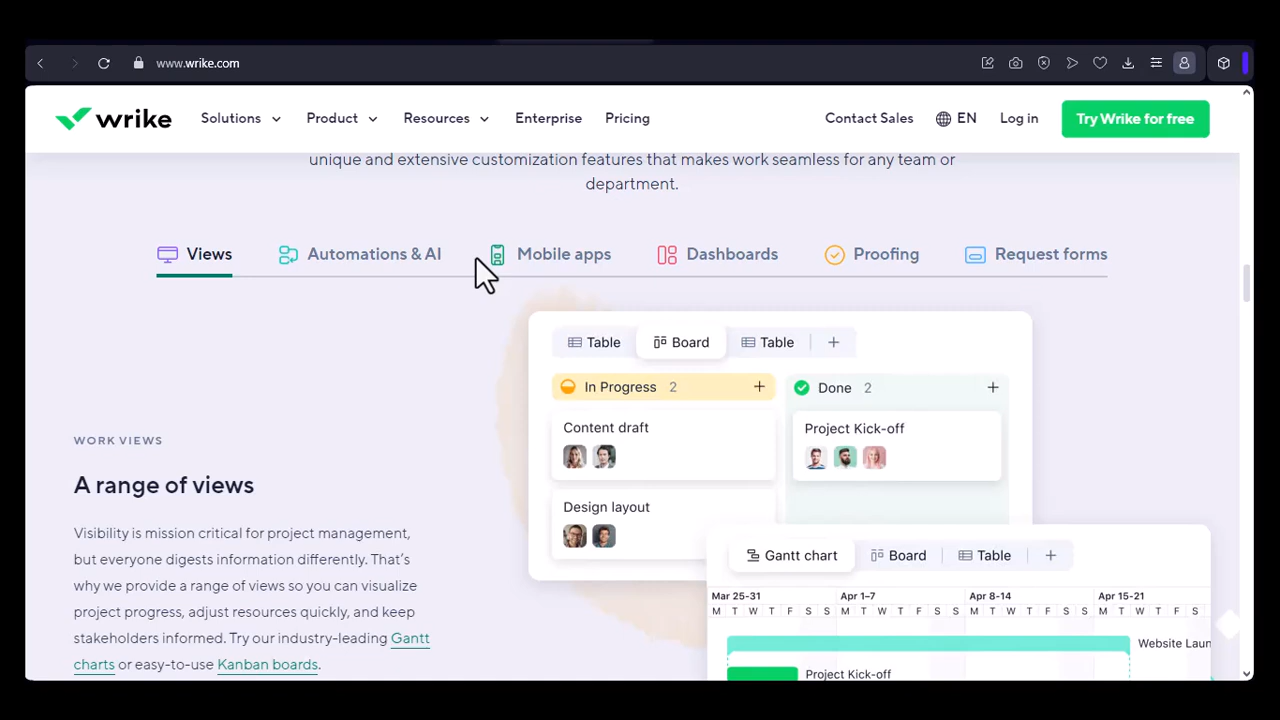 www.wrike.com
wrike Solutions Product Resources Enterprise Pricing Contact Sales EN Log in Try Wrike for free
unique and extensive customization features that makes work seamless for any team or
department.
Views Automations & AI Mobile apps Dashboards Proofing Request forms
Table Board Table +
In Progress 2 + Done 2 +
Content draft Project Kick-off
Design layout
WORK VIEWS
A range of views
Visibility is mission critical for project management,
but everyone digests information differently. That's
why we provide a range of views so you can visualize
project progress, adjust resources quickly, and keep
stakeholders informed. Try our industry-leading Gantt
charts or easy-to-use Kanban boards.
Gantt chart Board Table +
Mar 25-31 Apr 1-7 Apr 8-14 Apr 15-21
M T W T F S S M T W T F S S M T W T F S S M T W T F S
Website Laun
Project Kick-off